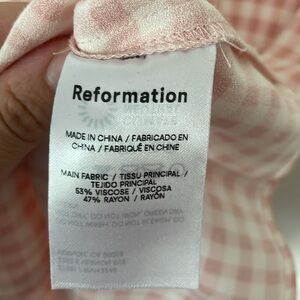 Reformation
MADE IN CHINA / FABRICADO EN
CHINA / FABRIQUÉ EN CHINE
MAIN FABRIC / TISSU PRINCIPAL /
TEJIDO PRINCIPAL
53% VISCOSE / VISCOSA
47% RAYON / RAYÓN